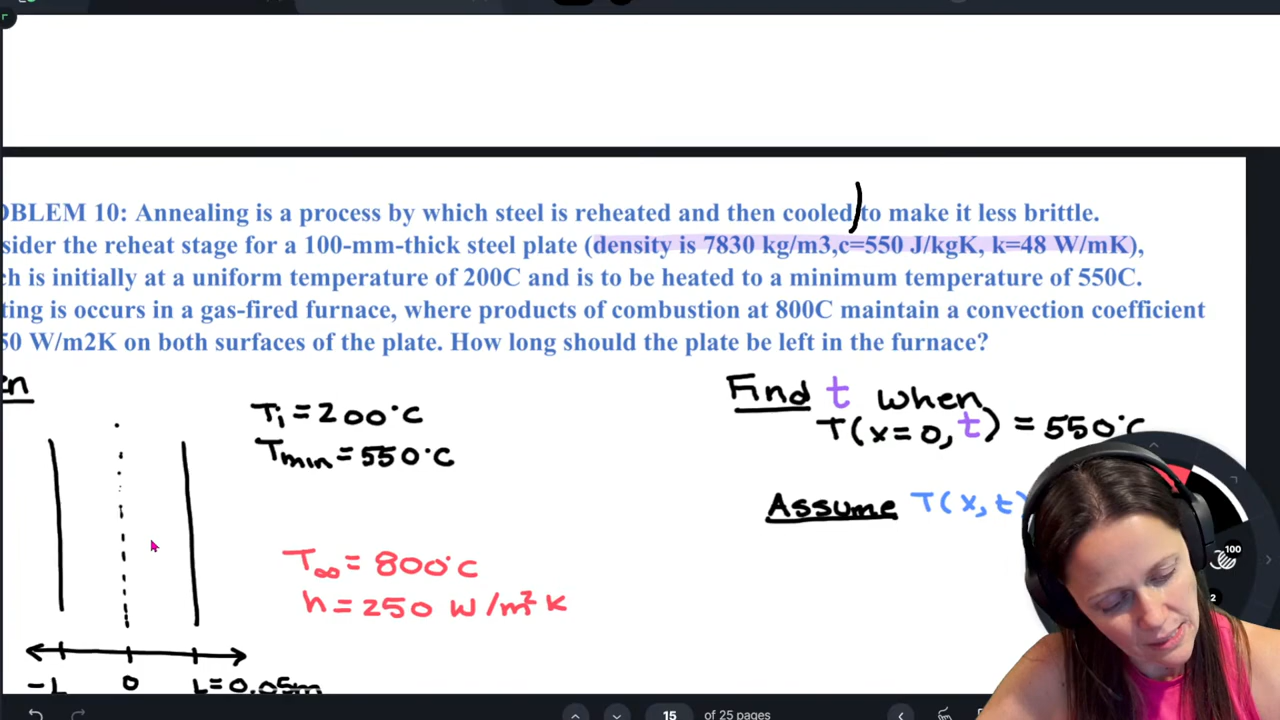 OBLEM 10: Annealing is a process by which steel is reheated and then cooled to make it less brittle.
sider the reheat stage for a 100-mm-thick steel plate (density is 7830 kg/m3,c=550 J/kgK, k=48 W/mK),
ch is initially at a uniform temperature of 200C and is to be heated to a minimum temperature of 550C.
ting is occurs in a gas-fired furnace, where products of combustion at 800C maintain a convection coefficient
50 W/m2K on both surfaces of the plate. How long should the plate be left in the furnace?
en
Ti = 200°C
Tmin = 550°C
Find t when
T(x=0, t) = 550°C
Assume T(x, t)
T∞ = 800°C
h = 250 W/m² K
-L 0 L=0.05m
100
2
15 of 25 pages